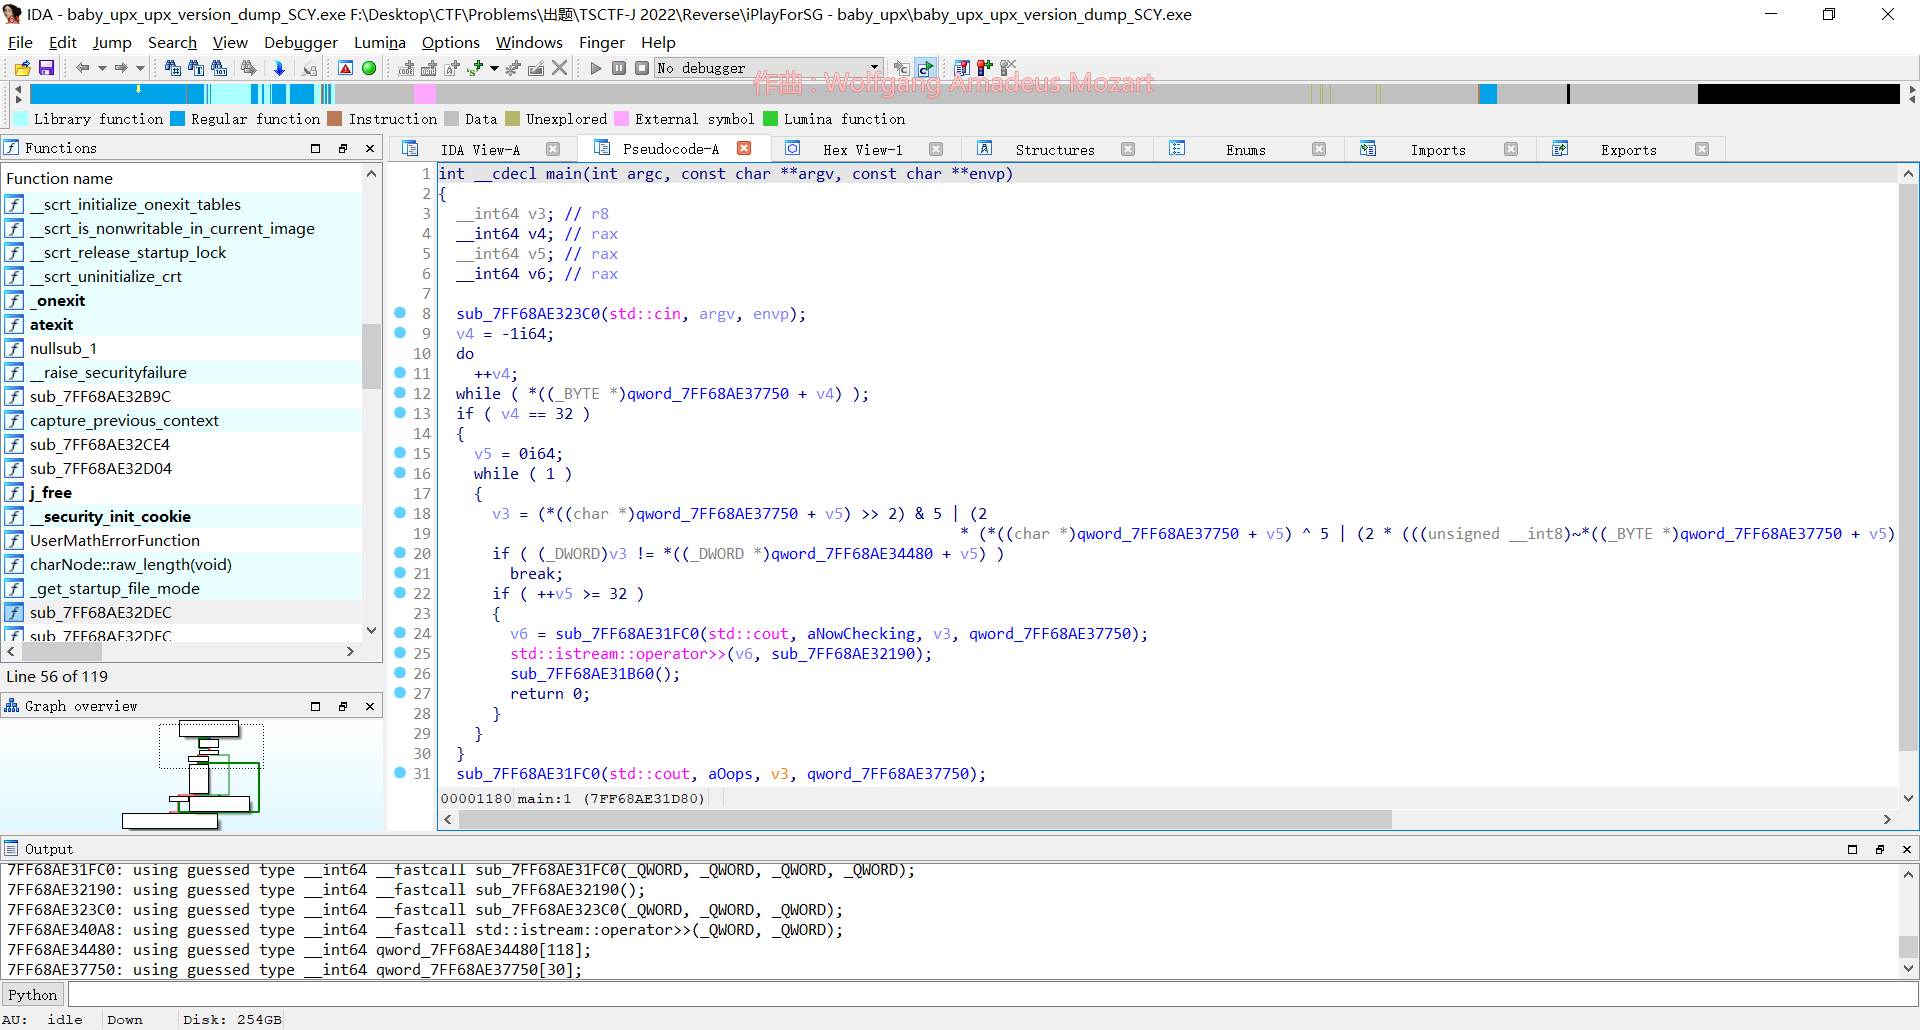 IDA - baby_upx_upx_version_dump_SCY.exe F:\Desktop\CTF\Problems\出题\TSCTF-J 2022\Reverse\iPlayForSG - baby_upx\baby_upx_upx_version_dump_SCY.exe
File Edit Jump Search View Debugger Lumina Options Windows Finger Help
No debugger
作曲 : Wolfgang Amadeus Mozart
Library function Regular function Instruction Data Unexplored External symbol Lumina function
Functions
IDA View-A Pseudocode-A Hex View-1 Structures Enums Imports Exports
Function name
__scrt_initialize_onexit_tables
__scrt_is_nonwritable_in_current_image
__scrt_release_startup_lock
__scrt_uninitialize_crt
_onexit
atexit
nullsub_1
__raise_securityfailure
sub_7FF68AE32B9C
capture_previous_context
sub_7FF68AE32CE4
sub_7FF68AE32D04
j_free
__security_init_cookie
UserMathErrorFunction
charNode::raw_length(void)
_get_startup_file_mode
sub_7FF68AE32DEC
sub_7FF68AE32DFC
Line 56 of 119
Graph overview
1 int __cdecl main(int argc, const char **argv, const char **envp)
2 {
3 __int64 v3; // r8
4 __int64 v4; // rax
5 __int64 v5; // rax
6 __int64 v6; // rax
7
8 sub_7FF68AE323C0(std::cin, argv, envp);
9 v4 = -1i64;
10 do
11 ++v4;
12 while ( *((_BYTE *)qword_7FF68AE37750 + v4) );
13 if ( v4 == 32 )
14 {
15 v5 = 0i64;
16 while ( 1 )
17 {
18 v3 = (*((char *)qword_7FF68AE37750 + v5) >> 2) & 5 | (2
19 * (*((char *)qword_7FF68AE37750 + v5) ^ 5 | (2 * (((unsigned __int8)~*((_BYTE *)qword_7FF68AE37750 + v5)
20 if ( (_DWORD)v3 != *((_DWORD *)qword_7FF68AE34480 + v5) )
21 break;
22 if ( ++v5 >= 32 )
23 {
24 v6 = sub_7FF68AE31FC0(std::cout, aNowChecking, v3, qword_7FF68AE37750);
25 std::istream::operator>>(v6, sub_7FF68AE32190);
26 sub_7FF68AE31B60();
27 return 0;
28 }
29 }
30 }
31 sub_7FF68AE31FC0(std::cout, aOops, v3, qword_7FF68AE37750);
00001180 main:1 (7FF68AE31D80)
Output
7FF68AE31FC0: using guessed type __int64 __fastcall sub_7FF68AE31FC0(_QWORD, _QWORD, _QWORD, _QWORD);
7FF68AE32190: using guessed type __int64 __fastcall sub_7FF68AE32190();
7FF68AE323C0: using guessed type __int64 __fastcall sub_7FF68AE323C0(_QWORD, _QWORD, _QWORD);
7FF68AE340A8: using guessed type __int64 __fastcall std::istream::operator>>(_QWORD, _QWORD);
7FF68AE34480: using guessed type __int64 qword_7FF68AE34480[118];
7FF68AE37750: using guessed type __int64 qword_7FF68AE37750[30];
Python
AU: idle Down Disk: 254GB